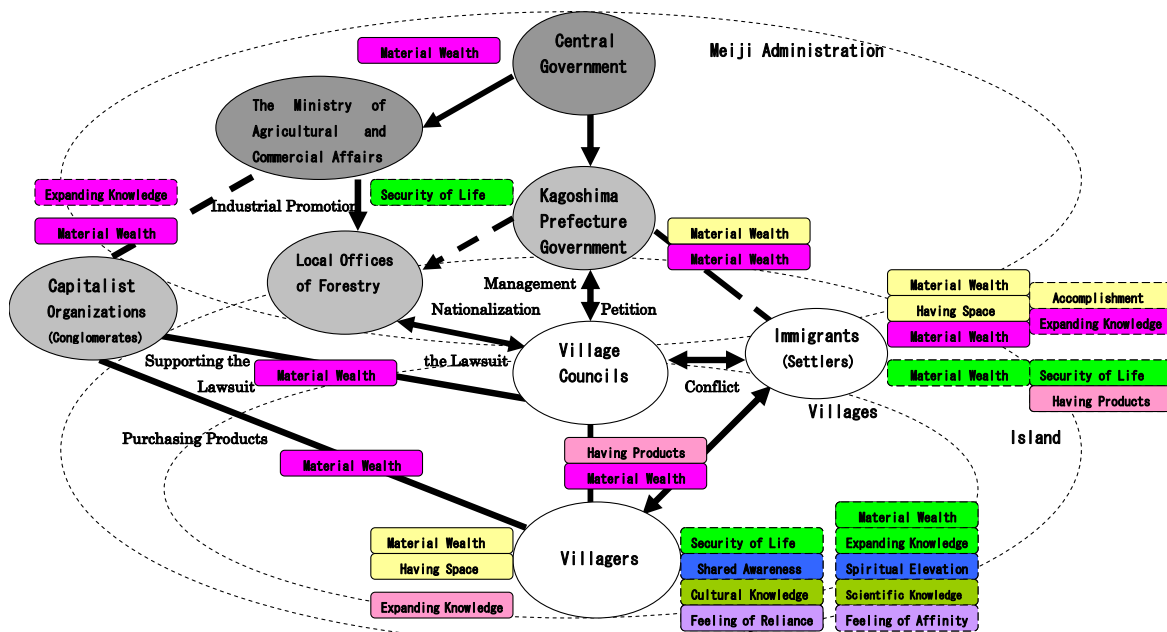 Central
Government
Meiji Administration
Material Wealth
The Ministry of
Agricultural and
Commercial Affairs
Expanding Knowledge
Material Wealth
Industrial Promotion
Security of Life
Kagoshima
Prefecture
Government
Material Wealth
Material Wealth
Local Offices
of Forestry
Capitalist
Organizations
(Conglomerates)
Management
Nationalization
Petition
Material Wealth
Having Space
Material Wealth
Accomplishment
Expanding Knowledge
Immigrants
(Settlers)
Village
Councils
Supporting the
Lawsuit
Material Wealth
the Lawsuit
Conflict
Material Wealth
Security of Life
Having Products
Villages
Island
Purchasing Products
Material Wealth
Having Products
Material Wealth
Villagers
Material Wealth
Having Space
Expanding Knowledge
Security of Life
Shared Awareness
Cultural Knowledge
Feeling of Reliance
Material Wealth
Expanding Knowledge
Spiritual Elevation
Scientific Knowledge
Feeling of Affinity